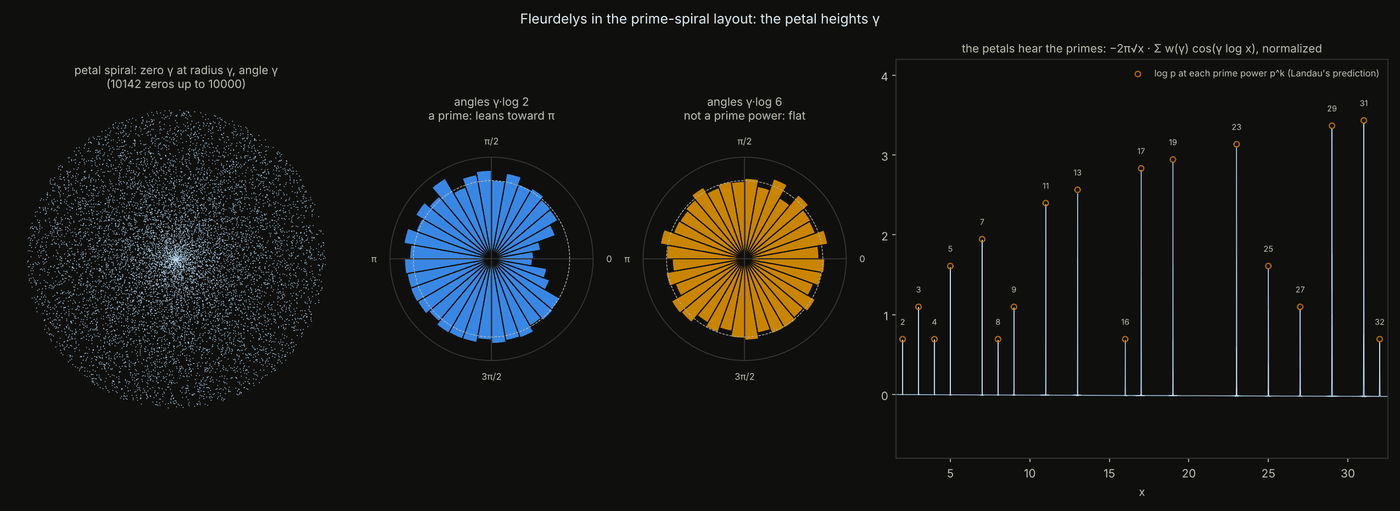 Fleurdelys in the prime-spiral layout: the petal heights γ
petal spiral: zero γ at radius γ, angle γ
(10142 zeros up to 10000)
angles γ·log 2
a prime: leans toward π
π/2
π
0
3π/2
angles γ·log 6
not a prime power: flat
π/2
π
0
3π/2
the petals hear the primes: −2π√x · Σ w(γ) cos(γ log x), normalized
log p at each prime power p^k (Landau's prediction)
4
3
2
1
0
2
3
4
5
7
8
9
11
13
16
17
19
23
25
27
29
31
32
5
10
15
20
25
30
x